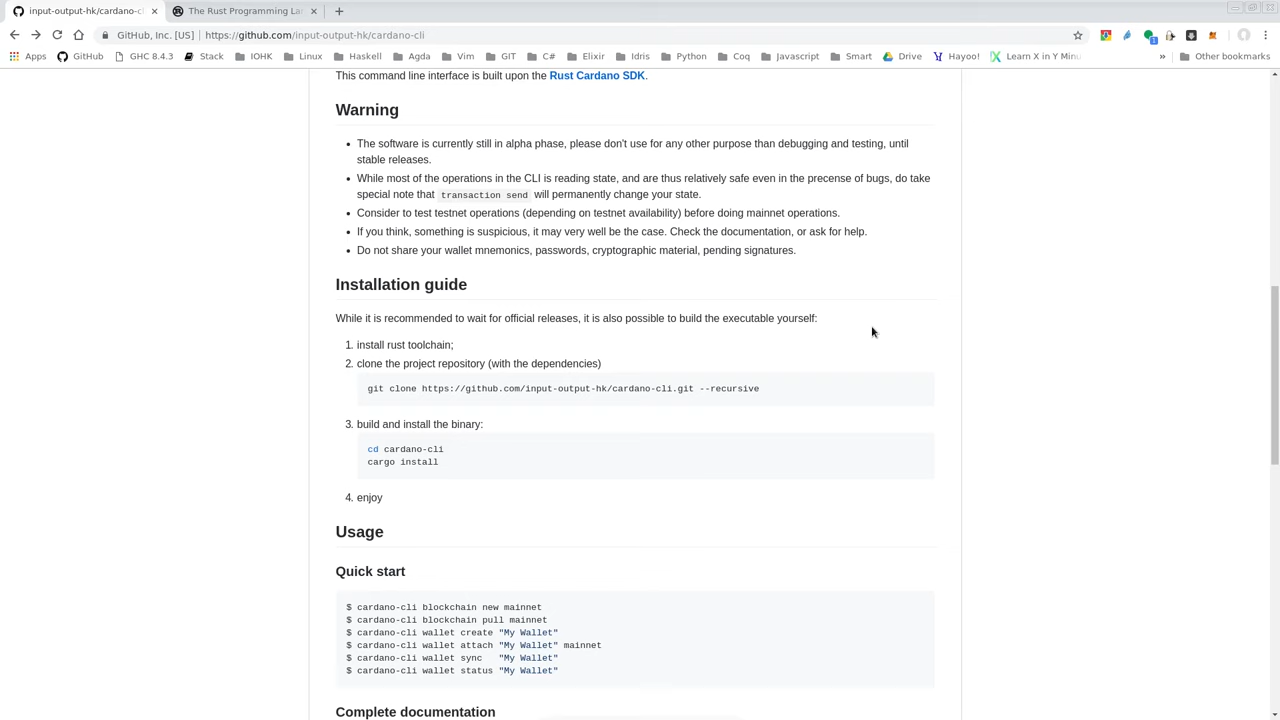 input-output-hk/cardano-c
The Rust Programming La
GitHub, Inc. [US] https://github.com/input-output-hk/cardano-cli
Apps GitHub GHC 8.4.3 Stack IOHK Linux Haskell Agda Vim GIT C# Elixir Idris Python Coq Javascript Smart Drive Hayoo! Learn X in Y Minu » Other bookmarks
This command line interface is built upon the Rust Cardano SDK.
Warning
• The software is currently still in alpha phase, please don't use for any other purpose than debugging and testing, until
stable releases.
• While most of the operations in the CLI is reading state, and are thus relatively safe even in the precense of bugs, do take
special note that transaction send will permanently change your state.
• Consider to test testnet operations (depending on testnet availability) before doing mainnet operations.
• If you think, something is suspicious, it may very well be the case. Check the documentation, or ask for help.
• Do not share your wallet mnemonics, passwords, cryptographic material, pending signatures.
Installation guide
While it is recommended to wait for official releases, it is also possible to build the executable yourself:
1. install rust toolchain;
2. clone the project repository (with the dependencies)
git clone https://github.com/input-output-hk/cardano-cli.git --recursive
3. build and install the binary:
cd cardano-cli
cargo install
4. enjoy
Usage
Quick start
$ cardano-cli blockchain new mainnet
$ cardano-cli blockchain pull mainnet
$ cardano-cli wallet create "My Wallet"
$ cardano-cli wallet attach "My Wallet" mainnet
$ cardano-cli wallet sync   "My Wallet"
$ cardano-cli wallet status "My Wallet"
Complete documentation